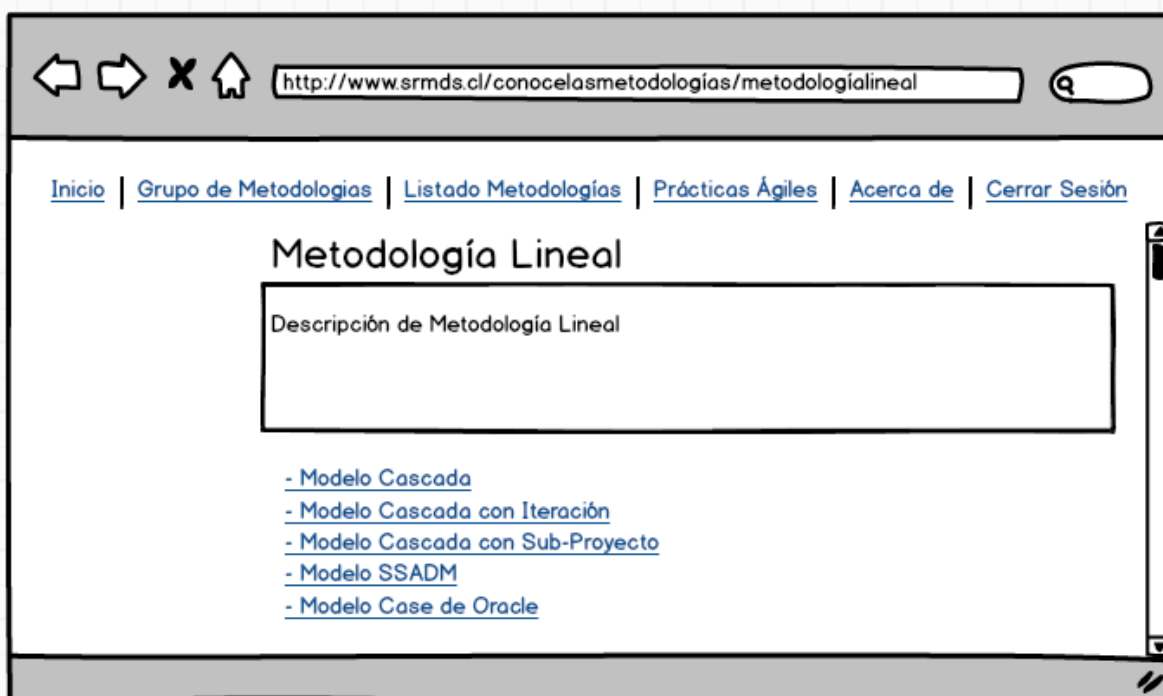 http://www.srmds.cl/conocelasmetodologías/metodologíalineal
Inicio | Grupo de Metodologias | Listado Metodologías | Prácticas Ágiles | Acerca de | Cerrar Sesión
Metodología Lineal
Descripción de Metodología Lineal
- Modelo Cascada
- Modelo Cascada con Iteración
- Modelo Cascada con Sub-Proyecto
- Modelo SSADM
- Modelo Case de Oracle